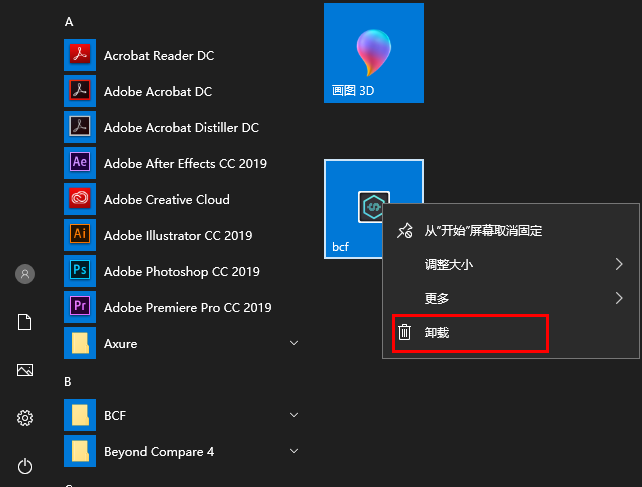 A
Acrobat Reader DC
Adobe Acrobat DC
Adobe Acrobat Distiller DC
Ae
Adobe After Effects CC 2019
Adobe Creative Cloud
Ai
Adobe Illustrator CC 2019
Ps
Adobe Photoshop CC 2019
Pr
Adobe Premiere Pro CC 2019
Axure
B
BCF
Beyond Compare 4
画图 3D
bcf
从"开始"屏幕取消固定
调整大小
更多
卸载